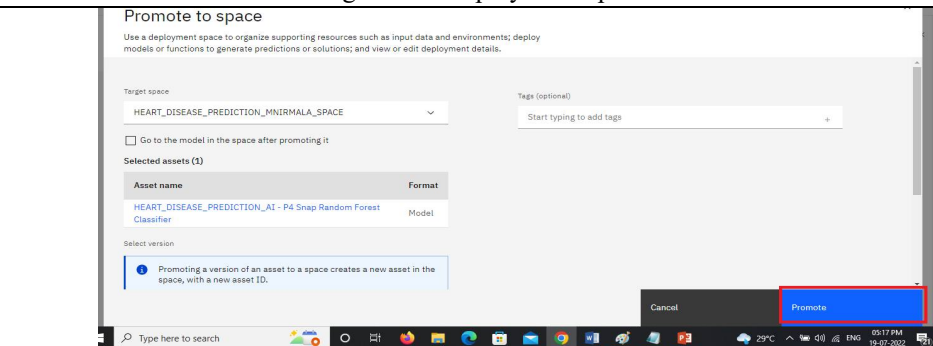 Promote to space
Use a deployment space to organize supporting resources such as input data and environments; deploy
models or functions to generate predictions or solutions; and view or edit deployment details.
Target space
HEART_DISEASE_PREDICTION_MNIRMALA_SPACE
Go to the model in the space after promoting it
Selected assets (1)
Asset name Format
HEART_DISEASE_PREDICTION_AI - P4 Snap Random Forest
Classifier
Model
Select version
Promoting a version of an asset to a space creates a new asset in the
space, with a new asset ID.
Tags (optional)
Start typing to add tags +
Cancel Promote
Type here to search
29°C ENG
05:17 PM
19-07-2022
21